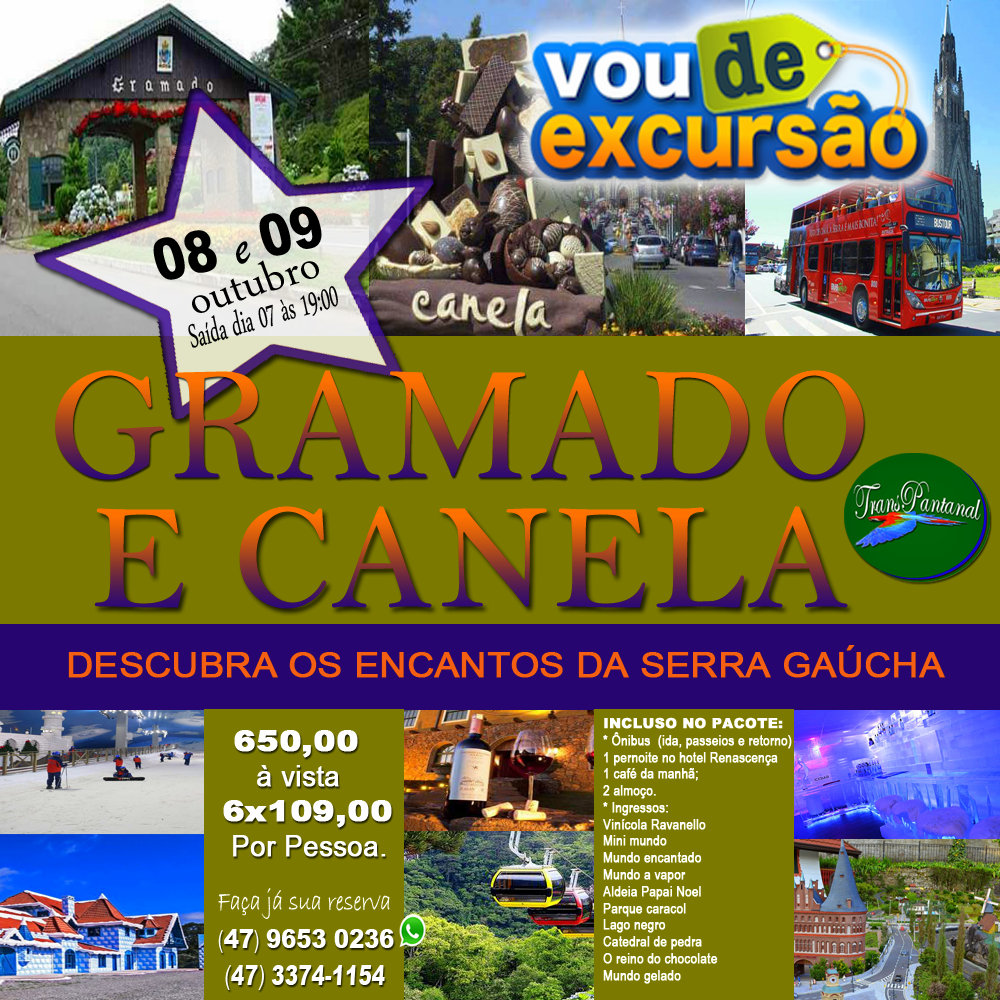 Gramado
vou de
excursão
08 e 09
outubro
Saída dia 07 às 19:00
canela
BUSTOUR
GRAMADO
E CANELA
TransPantanal
DESCUBRA OS ENCANTOS DA SERRA GAÚCHA
650,00
à vista
6x109,00
Por Pessoa.
Faça já sua reserva
(47) 9653 0236
(47) 3374-1154
INCLUSO NO PACOTE:
* Ônibus (ida, passeios e retorno)
1 pernoite no hotel Renascença
1 café da manhã;
2 almoço.
* Ingressos:
Vinícola Ravanello
Mini mundo
Mundo encantado
Mundo a vapor
Aldeia Papai Noel
Parque caracol
Lago negro
Catedral de pedra
O reino do chocolate
Mundo gelado